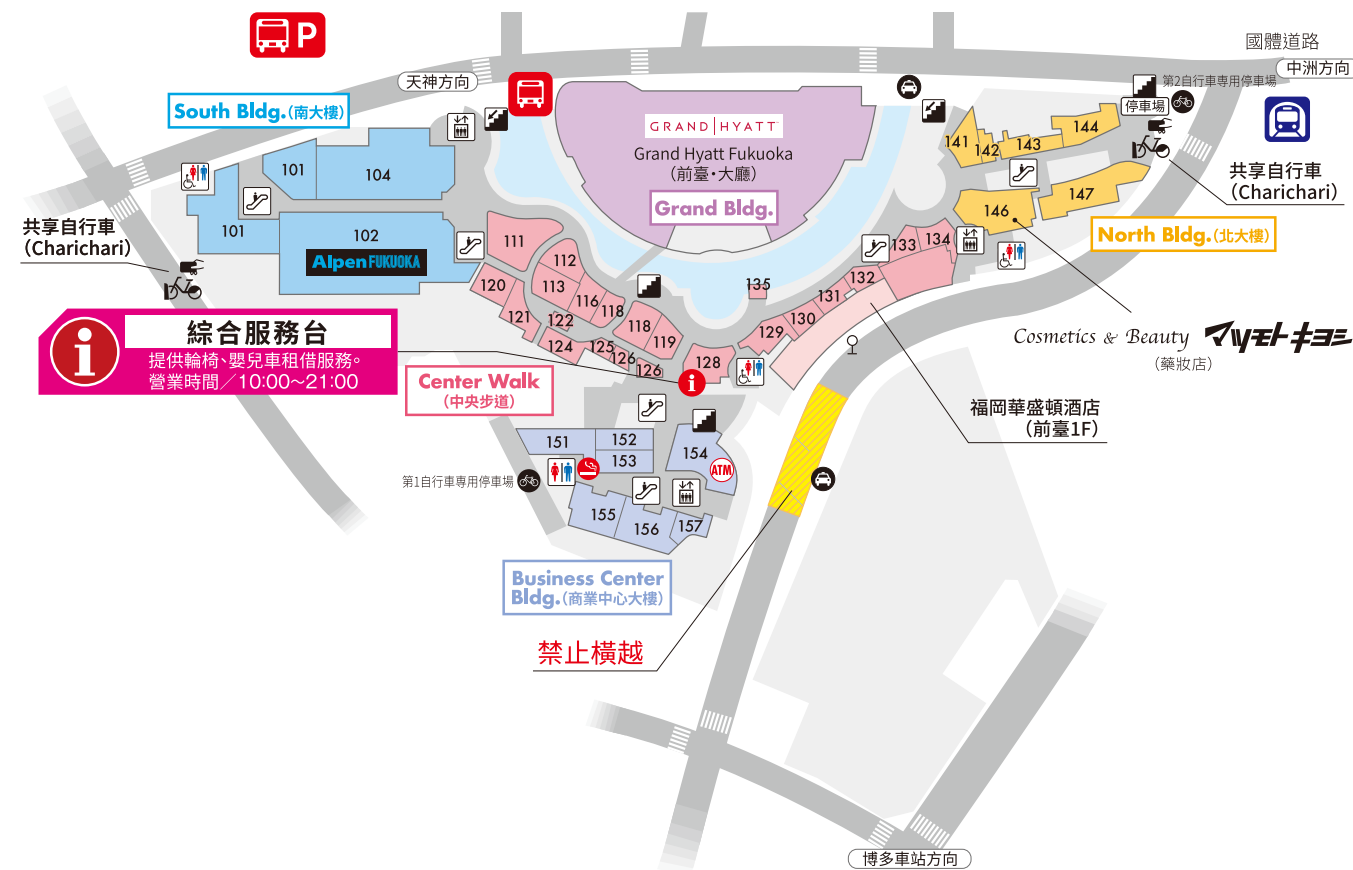 P
國體道路
中洲方向
天神方向
第2自行車專用停車場
停車場
South Bldg.(南大樓)
GRAND HYATT
Grand Hyatt Fukuoka
(前臺・大廳)
Grand Bldg.
141
142
143
144
146
147
共享自行車
(Charichari)
North Bldg.(北大樓)
101
104
101
102
Alpen FUKUOKA
共享自行車
(Charichari)
111
112
113
116
118
118
119
120
121
122
124
125
126
126
128
129
130
131
132
133
134
135
i
綜合服務台
提供輪椅、嬰兒車租借服務。
營業時間／10:00~21:00
i
Center Walk
(中央步道)
Cosmetics & Beauty マツモトキヨシ
(藥妝店)
福岡華盛頓酒店
(前臺1F)
151
152
153
154
ATM
第1自行車專用停車場
155
156
157
Business Center
Bldg.(商業中心大樓)
禁止橫越
博多車站方向